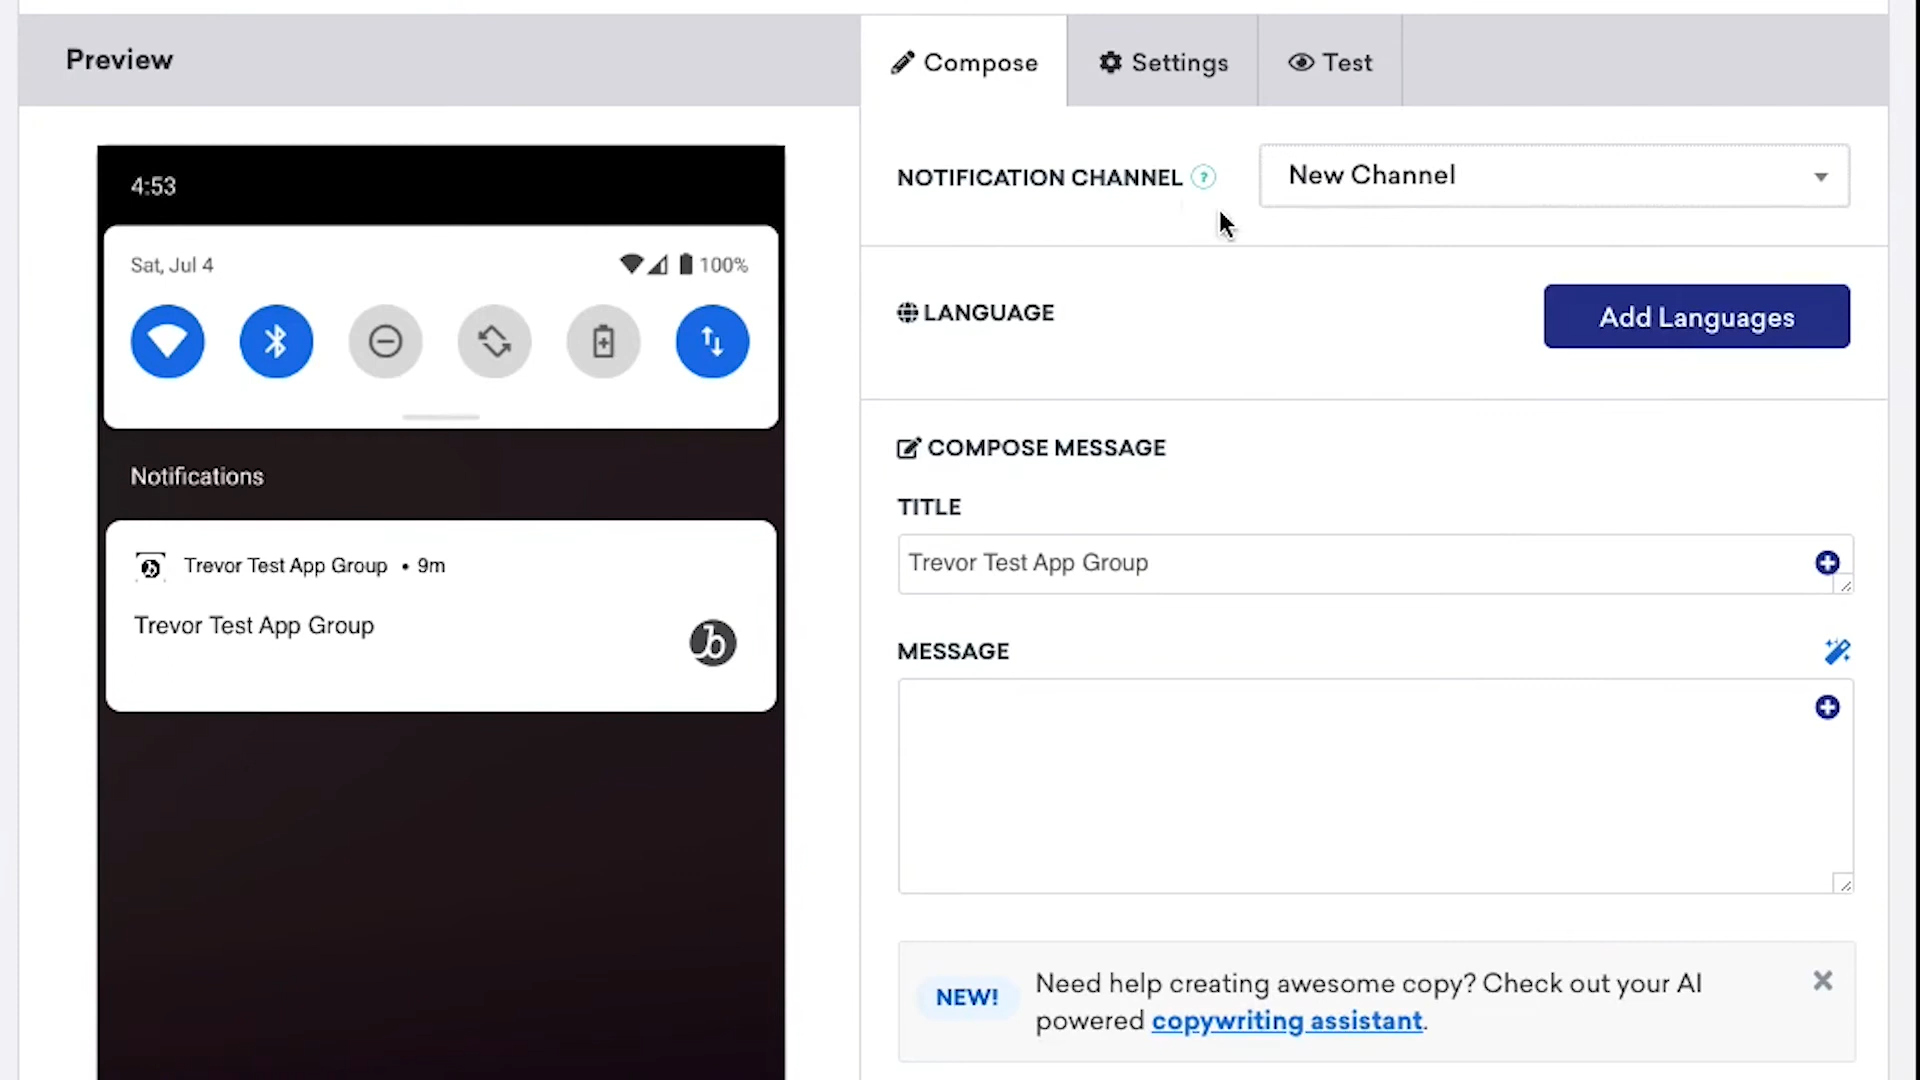 Preview
Compose
Settings
Test
4:53
Sat, Jul 4
100%
Notifications
Trevor Test App Group • 9m
Trevor Test App Group
NOTIFICATION CHANNEL ?
New Channel
LANGUAGE
Add Languages
COMPOSE MESSAGE
TITLE
Trevor Test App Group
MESSAGE
NEW!
Need help creating awesome copy? Check out your AI
powered copywriting assistant.